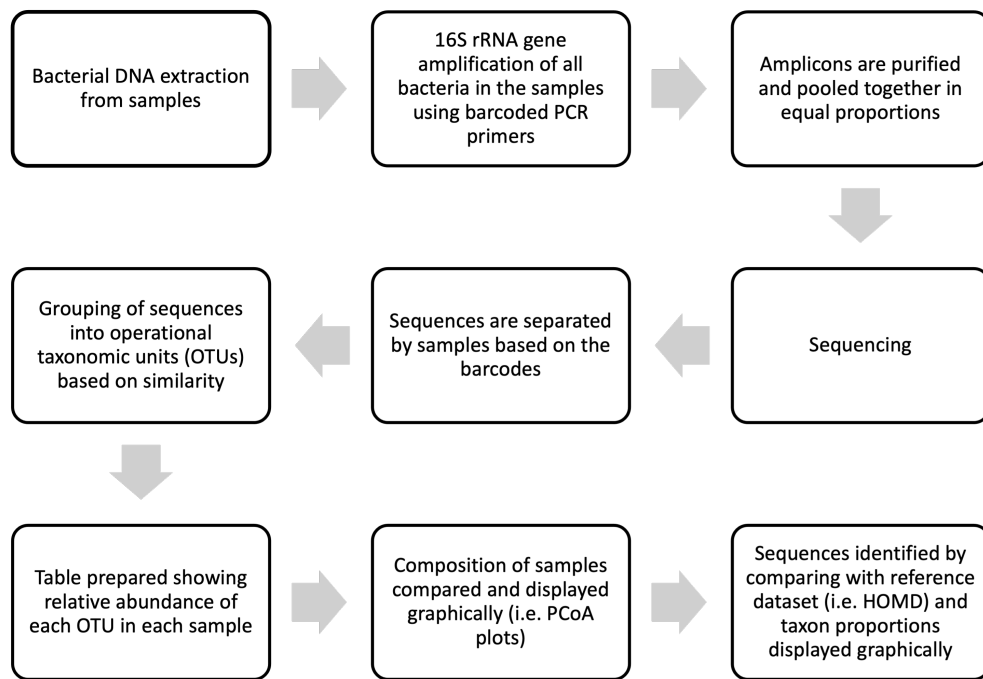 Bacterial DNA extraction
from samples
16S rRNA gene
amplification of all
bacteria in the samples
using barcoded PCR
primers
Amplicons are purified
and pooled together in
equal proportions
Sequencing
Sequences are separated
by samples based on the
barcodes
Grouping of sequences
into operational
taxonomic units (OTUs)
based on similarity
Table prepared showing
relative abundance of
each OTU in each sample
Composition of samples
compared and displayed
graphically (i.e. PCoA
plots)
Sequences identified by
comparing with reference
dataset (i.e. HOMD) and
taxon proportions
displayed graphically